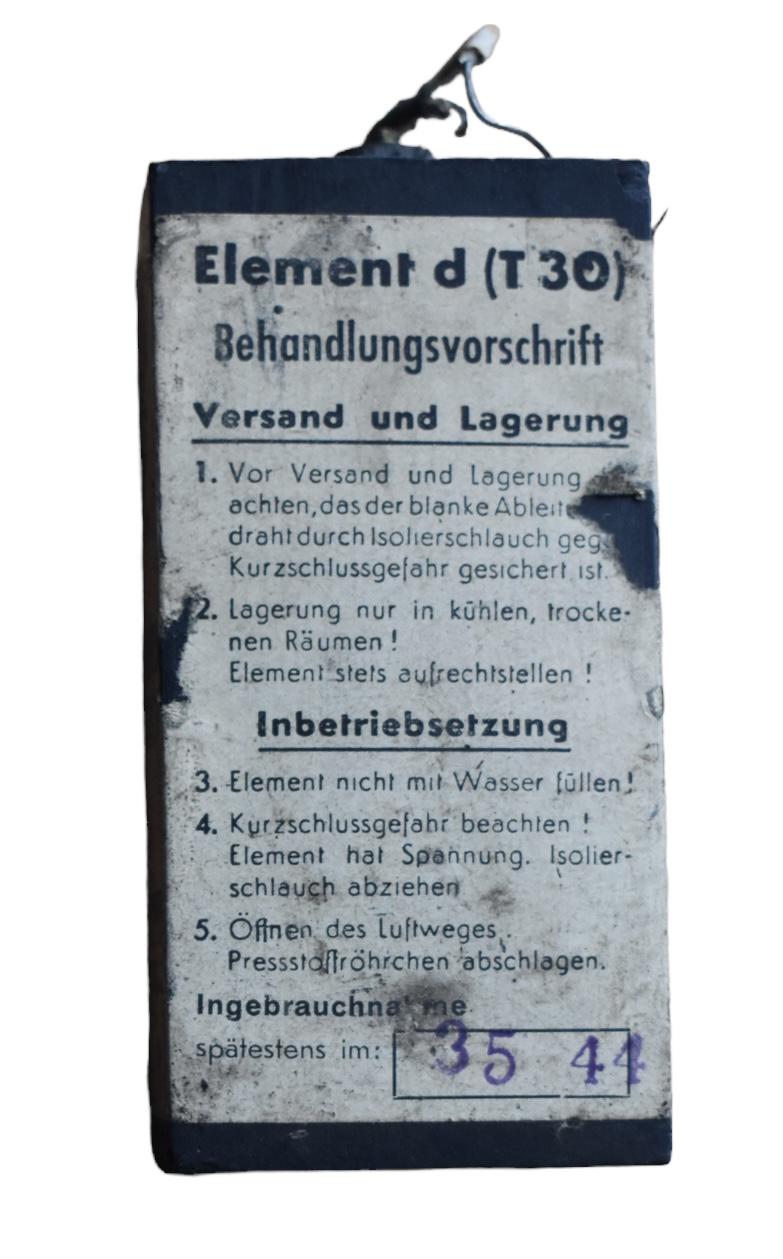 Element d (T 30)
Behandlungsvorschrift
Versand und Lagerung
1. Vor Versand und Lagerung
achten, das der blanke
draht durch Isolierschlauch
Kurzschlussgefahr gesichert ist.
2. Lagerung nur in kühlen, trocke-
nen Räumen !
Element stets aufrechtstellen !
Inbetriebsetzung
3. Element nicht mit Wasser füllen !
4. Kurzschlussgefahr beachten !
Element hat Spannung. Isolier-
schlauch abziehen
5. Öffnen des Luftweges.
Pressstoffröhrchen abschlagen.
Ingebrauchnahme
spätestens im: 35 44